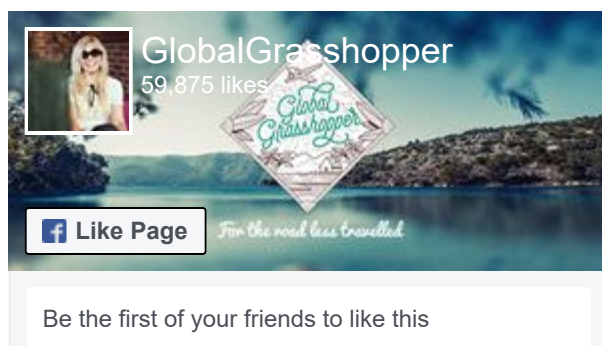 GlobalGrasshopper
59,875 likes
Global
Grasshopper
Like Page
For the road less travelled
Be the first of your friends to like this